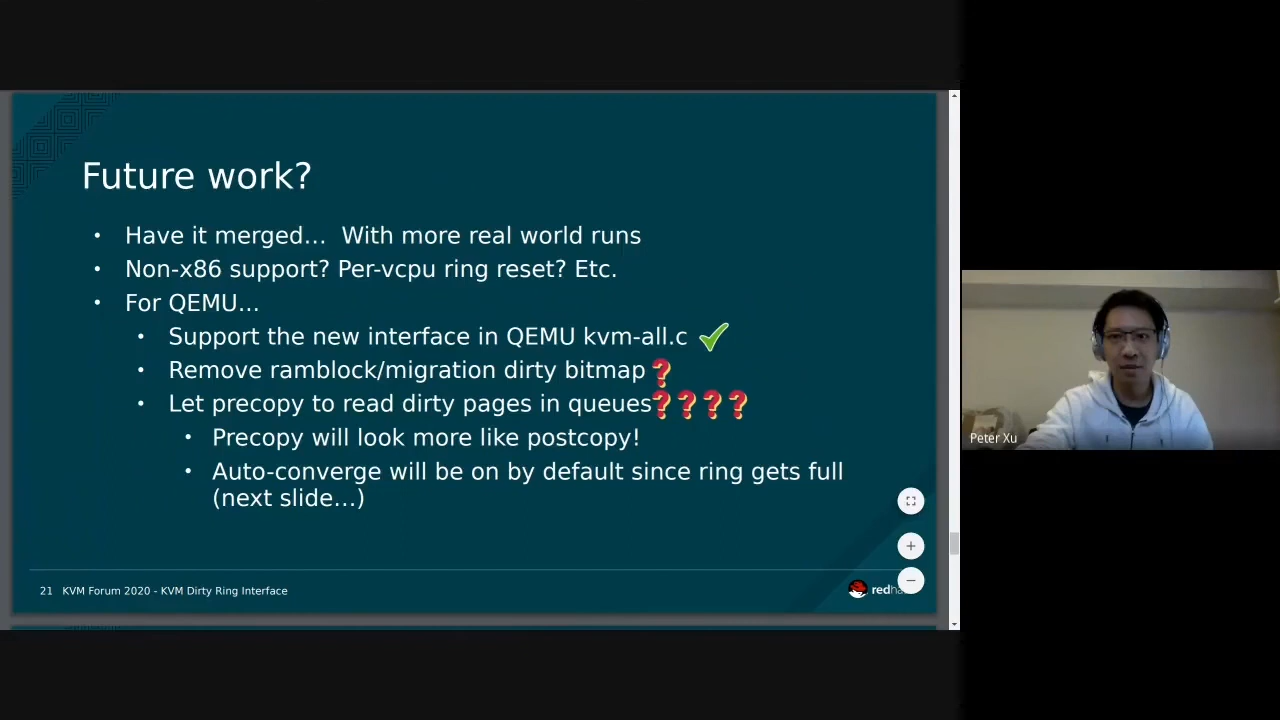 Future work?
• Have it merged... With more real world runs
• Non-x86 support? Per-vcpu ring reset? Etc.
• For QEMU...
• Support the new interface in QEMU kvm-all.c
• Remove ramblock/migration dirty bitmap❓
• Let precopy to read dirty pages in queues❓❓❓❓
• Precopy will look more like postcopy!
• Auto-converge will be on by default since ring gets full
(next slide...)
21 KVM Forum 2020 - KVM Dirty Ring Interface
Peter Xu